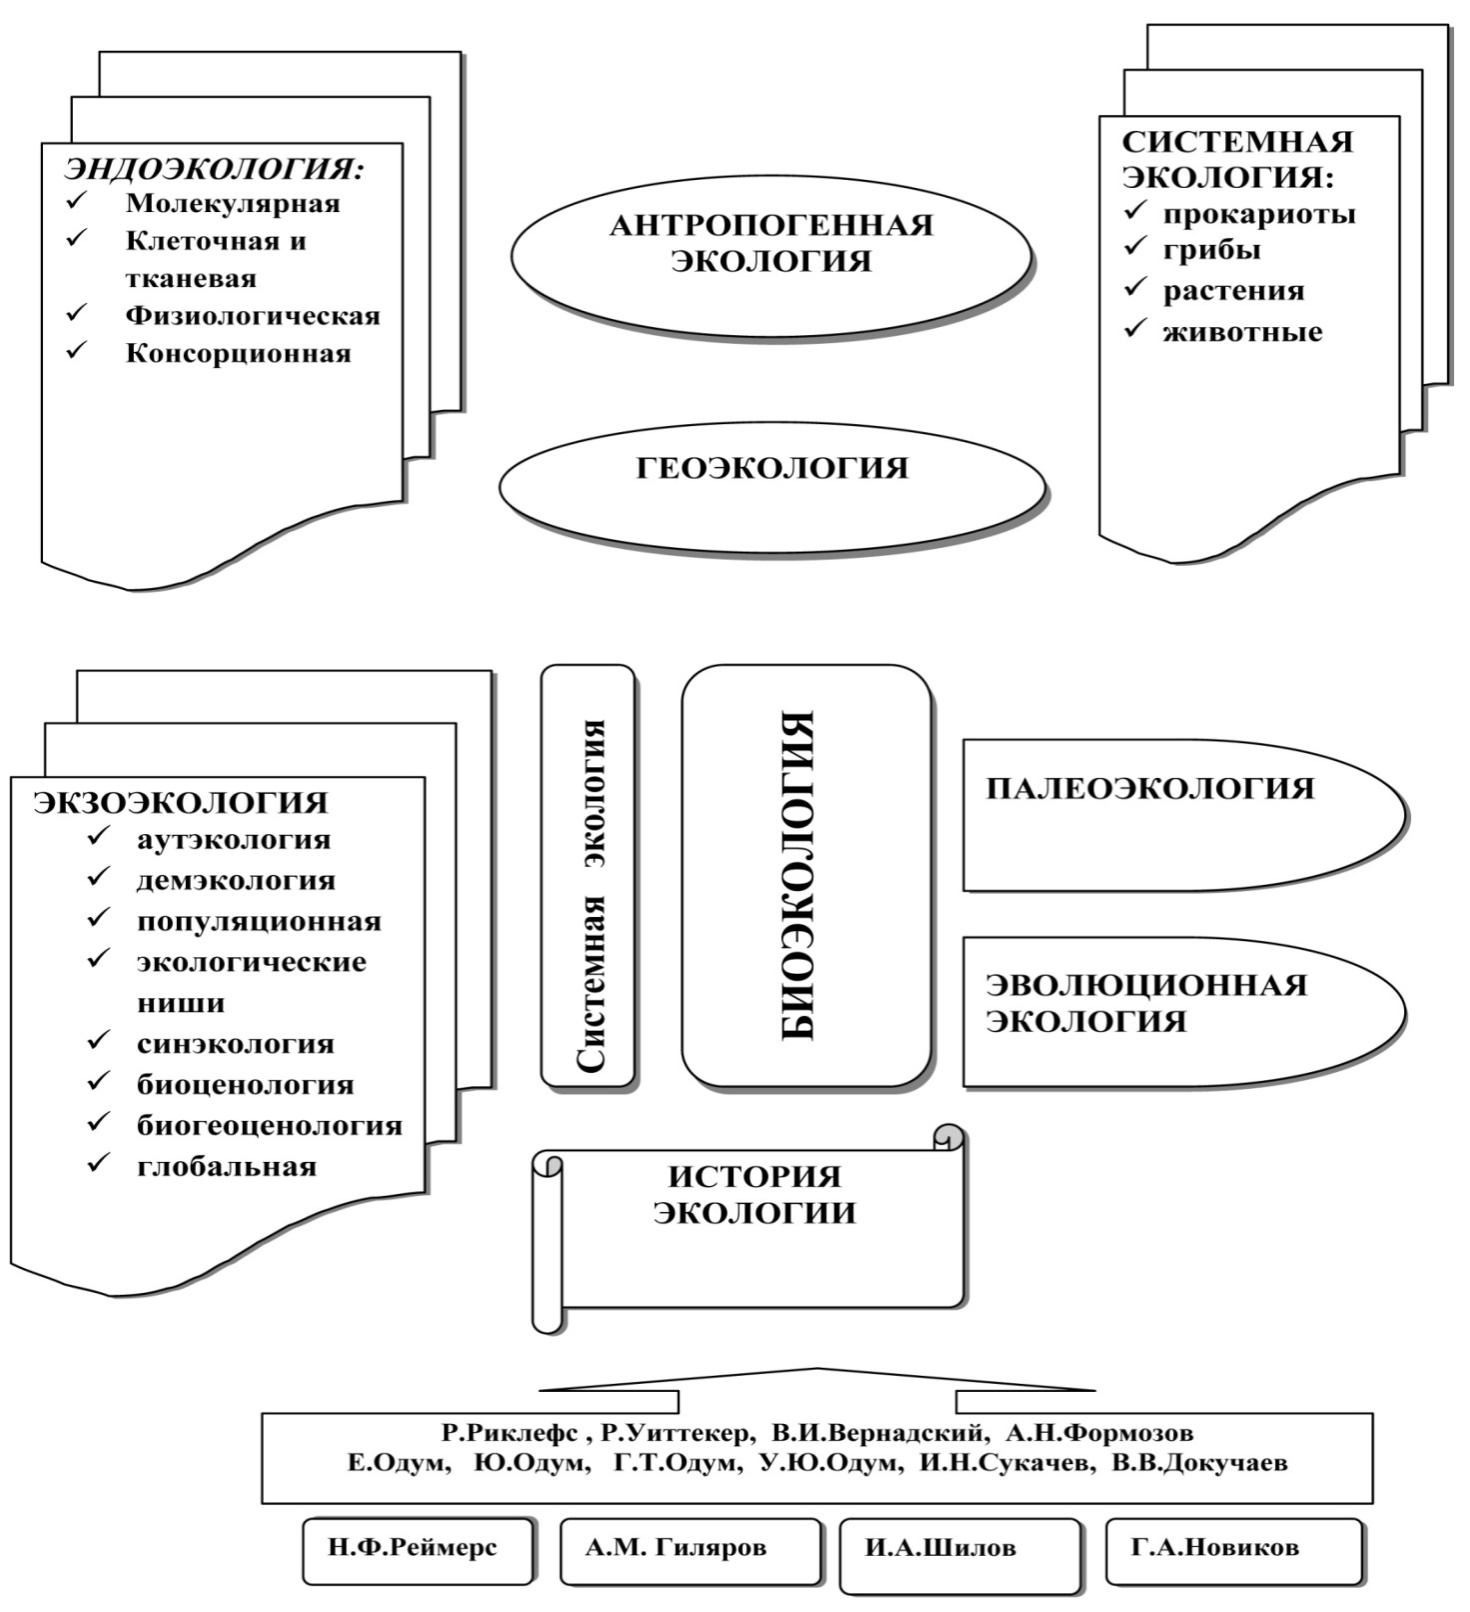 ЭНДОЭКОЛОГИЯ:
Молекулярная
Клеточная и
тканевая
Физиологическая
Консорционная
АНТРОПОГЕННАЯ
ЭКОЛОГИЯ
ГЕОЭКОЛОГИЯ
СИСТЕМНАЯ
ЭКОЛОГИЯ:
прокариоты
грибы
растения
животные
ЭКЗОЭКОЛОГИЯ
аутэкология
демэкология
популяционная
экологические
ниши
синэкология
биоценология
биогеоценология
глобальная
Системная экология
БИОЭКОЛОГИЯ
ПАЛЕОЭКОЛОГИЯ
ЭВОЛЮЦИОННАЯ
ЭКОЛОГИЯ
ИСТОРИЯ
ЭКОЛОГИИ
Р.Риклефс , Р.Уиттекер, В.И.Вернадский, А.Н.Формозов
Е.Одум, Ю.Одум, Г.Т.Одум, У.Ю.Одум, И.Н.Сукачев, В.В.Докучаев
Н.Ф.Реймерс
А.М. Гиляров
И.А.Шилов
Г.А.Новиков